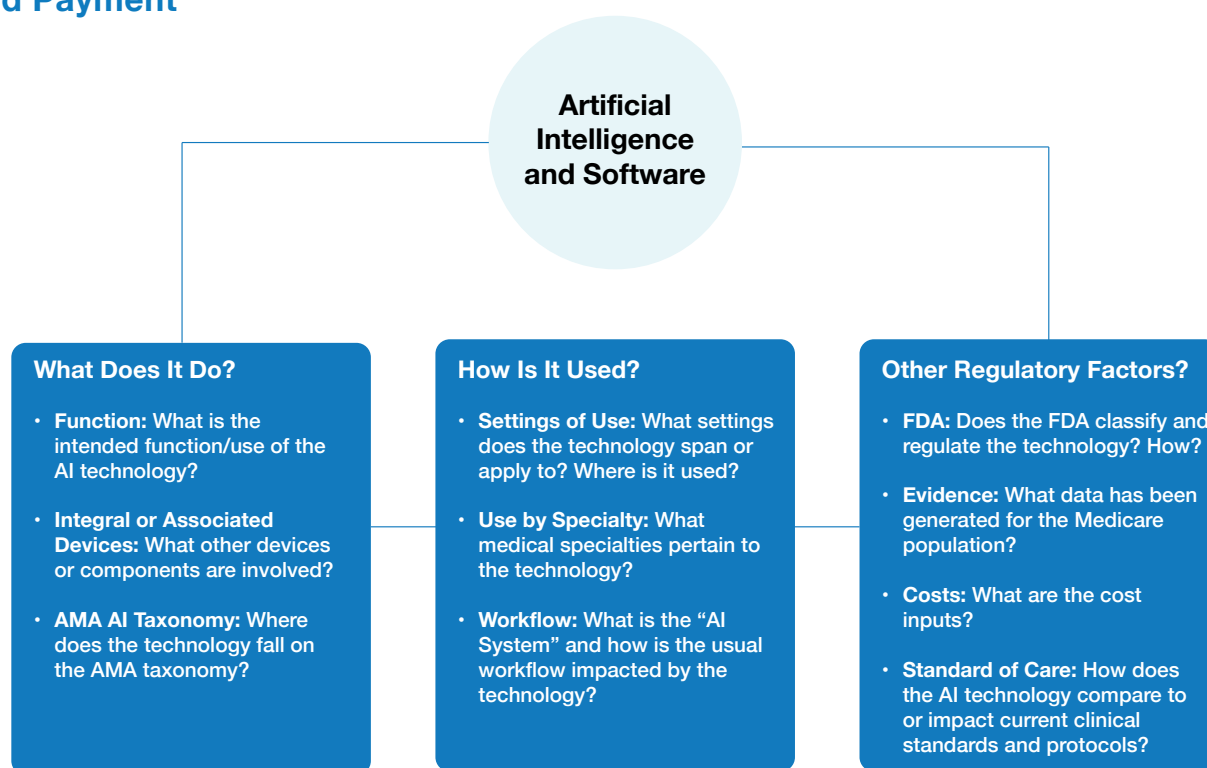 d Payment
Artificial
Intelligence
and Software
What Does It Do?
• Function: What is the
intended function/use of the
AI technology?
• Integral or Associated
Devices: What other devices
or components are involved?
• AMA AI Taxonomy: Where
does the technology fall on
the AMA taxonomy?
How Is It Used?
• Settings of Use: What settings
does the technology span or
apply to? Where is it used?
• Use by Specialty: What
medical specialties pertain to
the technology?
• Workflow: What is the “AI
System” and how is the usual
workflow impacted by the
technology?
Other Regulatory Factors?
• FDA: Does the FDA classify and
regulate the technology? How?
• Evidence: What data has been
generated for the Medicare
population?
• Costs: What are the cost
inputs?
• Standard of Care: How does
the AI technology compare to
or impact current clinical
standards and protocols?